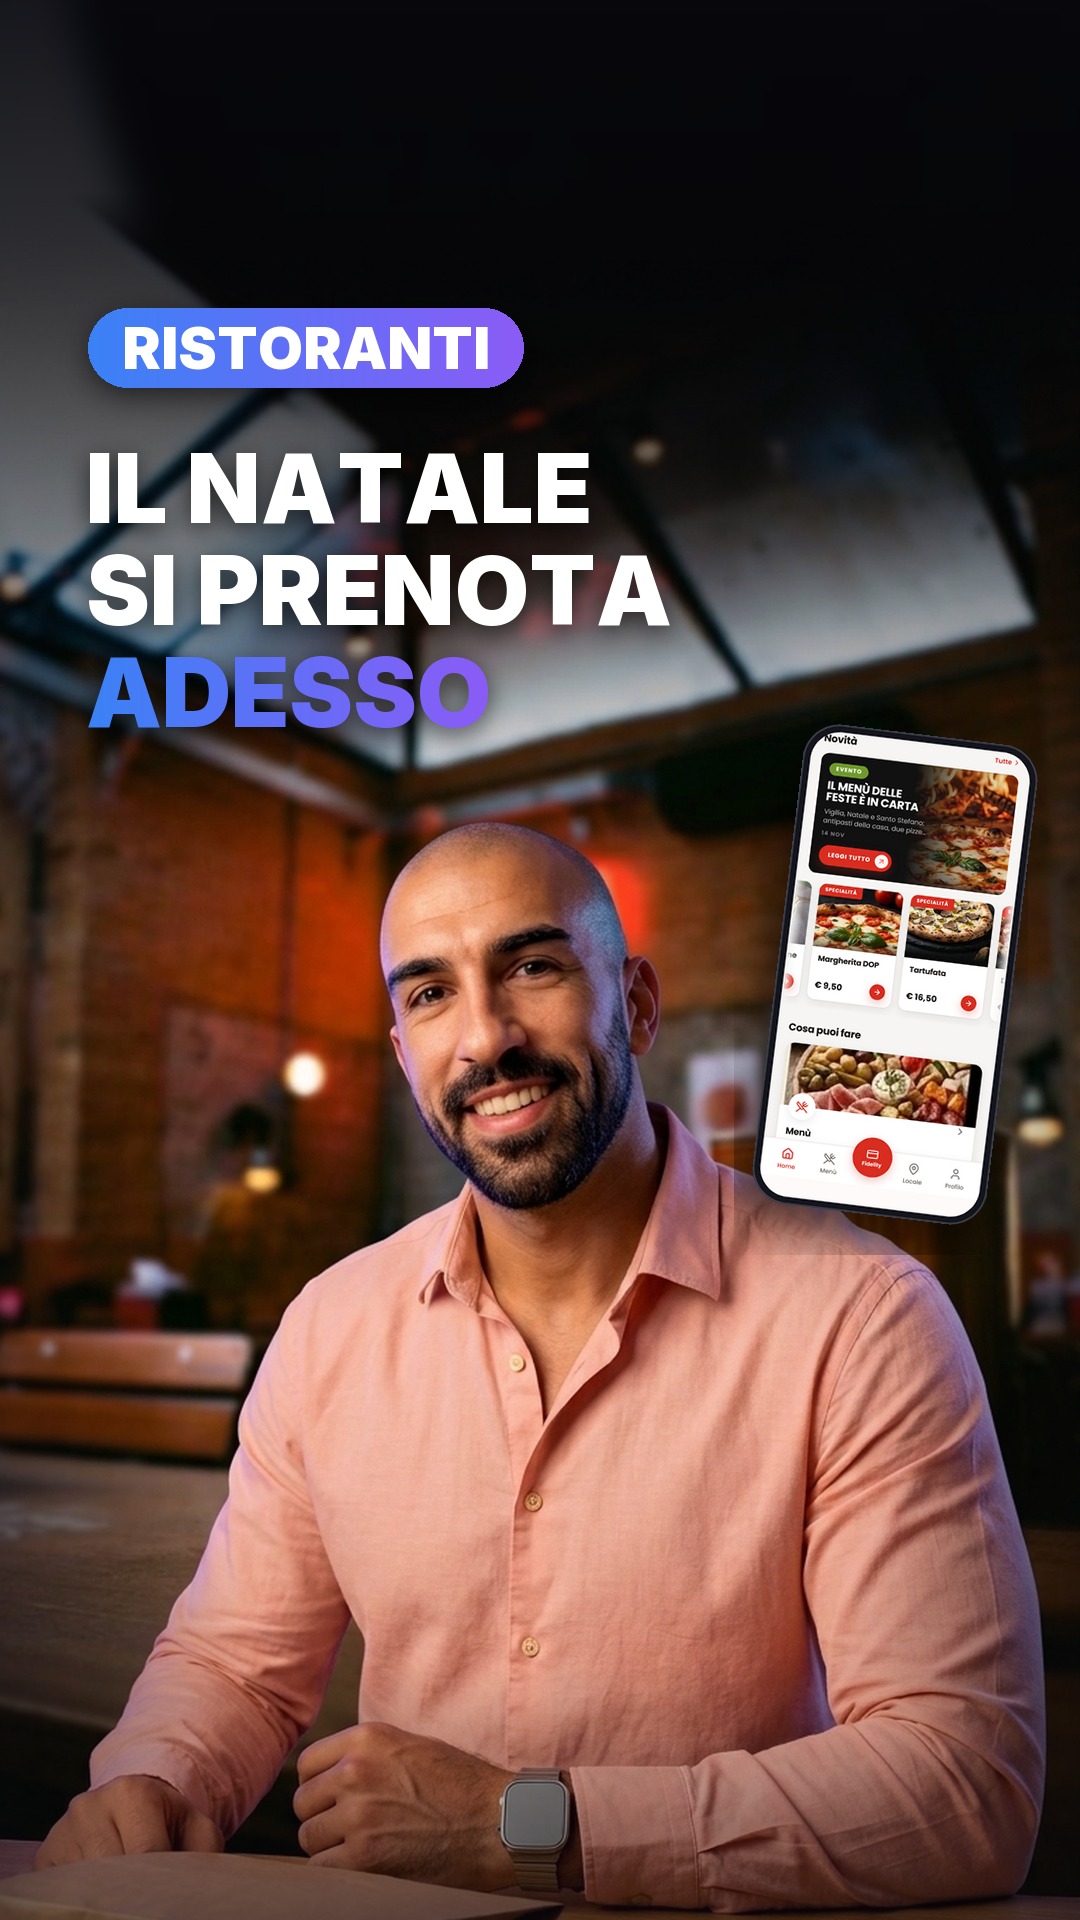 RISTORANTI
IL NATALE
SI PRENOTA
ADESSO
Novità
Tutte >
EVENTO
IL MENÙ DELLE
FESTE È IN CARTA
Vigilia, Natale e Santo Stefano:
antipasti della casa, due pizze...
14 NOV
LEGGI TUTTO
SPECIALITÀ
SPECIALITÀ
Margherita DOP
Tartufata
€ 9,50
€ 16,50
Cosa puoi fare
Menù
Home
Menù
Fidelity
Locale
Profilo